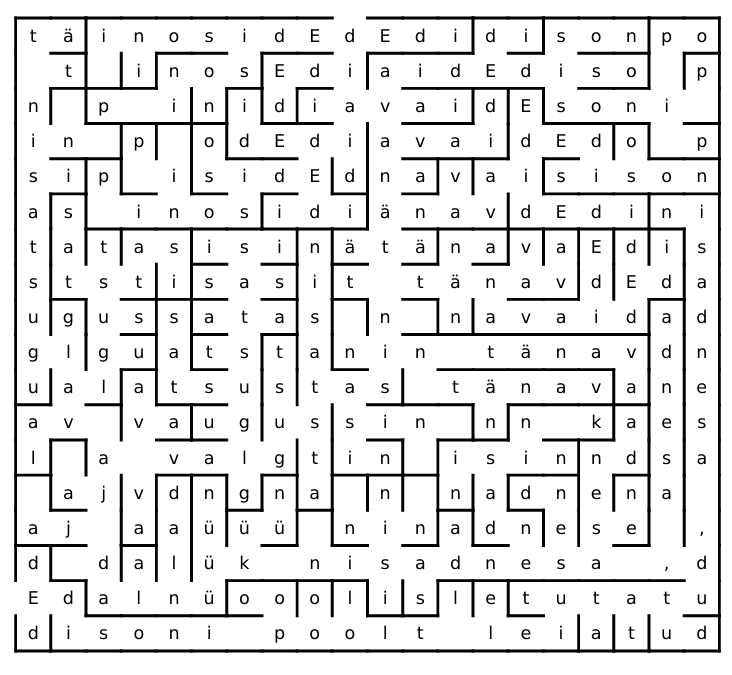 t ä i n o s i d E d E d i d i s o n p o
t i n o s E d i a i d E d i s o p
n p i n i d i a v a i d E s o n i
i n p o d E d i a v a i d E d o p
s i p i s i d E d n a v a i s i s o n
a s i n o s i d i ä n a v d E d i n i
t a t a s i s i n ä t ä n a v a E d i s
s t s t i s a s i t t ä n a v d E d a
u g u s s a t a s n n a v a i d a d
g l g u a t s t a n i n t ä n a v d n
u a l a t s u s t a s t ä n a v a n e
a v v a u g u s s i n n n k a e s
l a v a l g t i n i s i n n d s a
a j v d n g n a n n a d n e n a
a j a a ü ü ü n i n a d n e s e ,
d d a l ü k n i s a d n e s a , d
E d a l n ü o o o l i s l e t u t a t u
d i s o n i p o o l t l e i a t u d